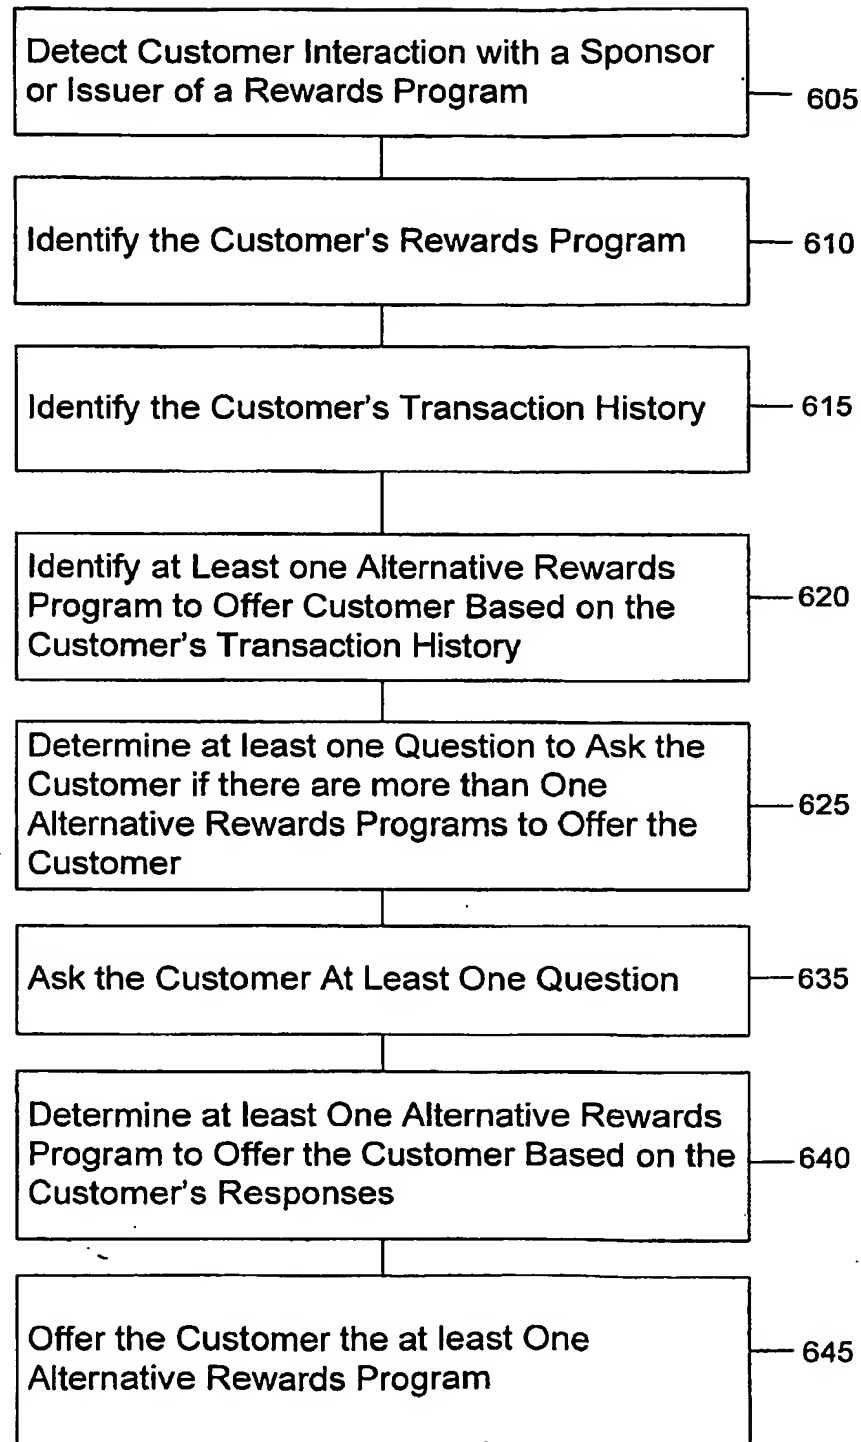 Detect Customer Interaction with a Sponsor
or Issuer of a Rewards Program
605
Identify the Customer's Rewards Program
610
Identify the Customer's Transaction History
615
Identify at Least one Alternative Rewards
Program to Offer Customer Based on the
Customer's Transaction History
620
Determine at least one Question to Ask the
Customer if there are more than One
Alternative Rewards Programs to Offer the
Customer
625
Ask the Customer At Least One Question
635
Determine at least One Alternative Rewards
Program to Offer the Customer Based on the
Customer's Responses
640
Offer the Customer the at least One
Alternative Rewards Program
645